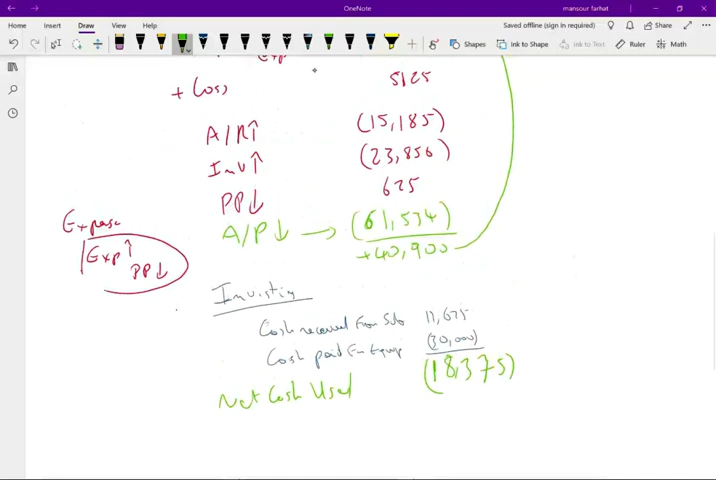 OneNote
mansour farhat
Home Insert Draw View Help
Saved offline (sign in required) Share
Shapes Ink to Shape Ink to Text Ruler Math
Exp
+ Loss 5125
A/R↑ (15,185)
Inv↑ (23,856)
PP↓ 625
A/P↓ → (61,534)
+40,900
Expense
Exp↑
PP↓
Investing
Cash received From Sale 11,625
Cash paid For Equip (30,000)
Net Cash Used (18,375)